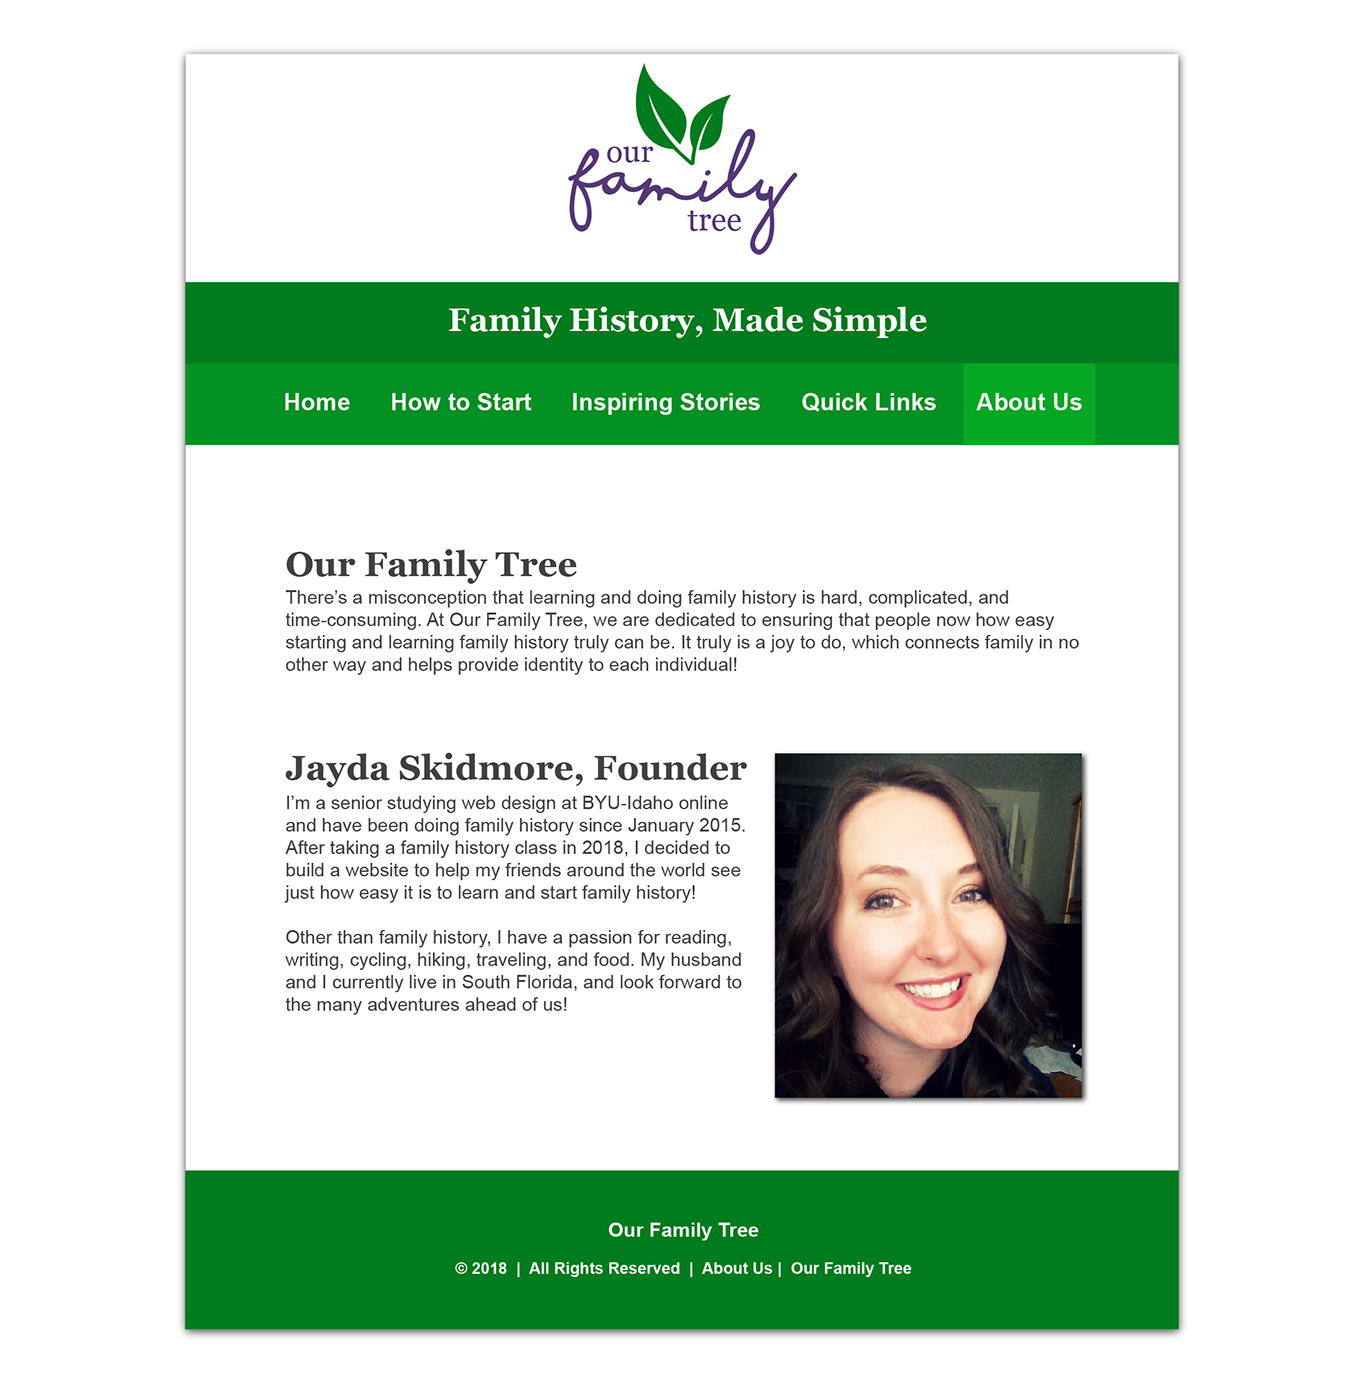 our
family
tree
Family History, Made Simple
Home How to Start Inspiring Stories Quick Links About Us
Our Family Tree
There’s a misconception that learning and doing family history is hard, complicated, and
time-consuming. At Our Family Tree, we are dedicated to ensuring that people now how easy
starting and learning family history truly can be. It truly is a joy to do, which connects family in no
other way and helps provide identity to each individual!
Jayda Skidmore, Founder
I’m a senior studying web design at BYU-Idaho online
and have been doing family history since January 2015.
After taking a family history class in 2018, I decided to
build a website to help my friends around the world see
just how easy it is to learn and start family history!
Other than family history, I have a passion for reading,
writing, cycling, hiking, traveling, and food. My husband
and I currently live in South Florida, and look forward to
the many adventures ahead of us!
Our Family Tree
© 2018 | All Rights Reserved | About Us | Our Family Tree